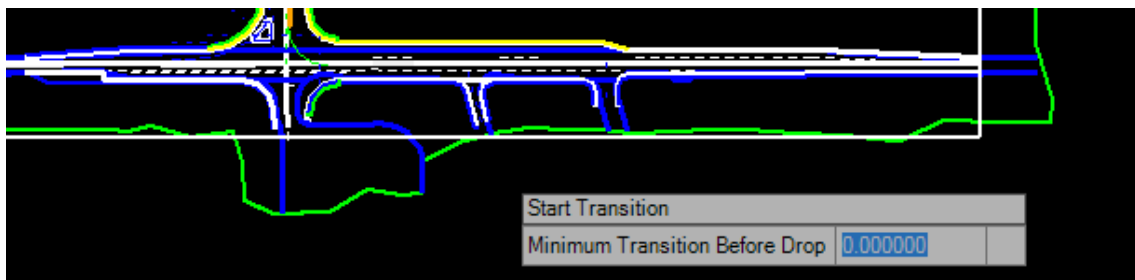 Start Transition
Minimum Transition Before Drop 0.000000